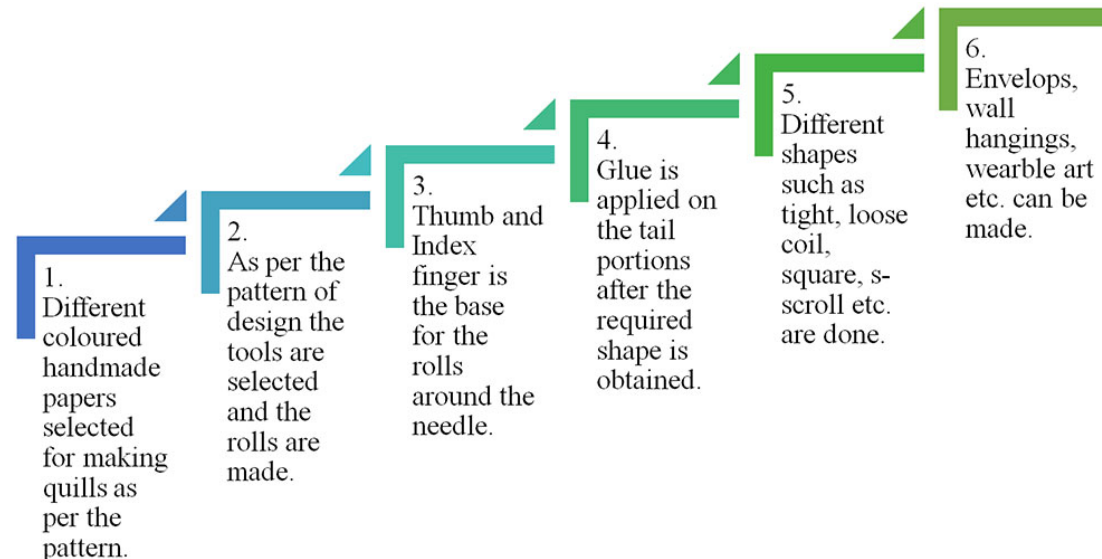 1.
Different
coloured
handmade
papers
selected
for making
quills as
per the
pattern.
2.
As per the
pattern of
design the
tools are
selected
and the
rolls are
made.
3.
Thumb and
Index
finger is
the base
for the
rolls
around the
needle.
4.
Glue is
applied on
the tail
portions
after the
required
shape is
obtained.
5.
Different
shapes
such as
tight, loose
coil,
square, s-
scroll etc.
are done.
6.
Envelops,
wall
hangings,
wearble art
etc. can be
made.